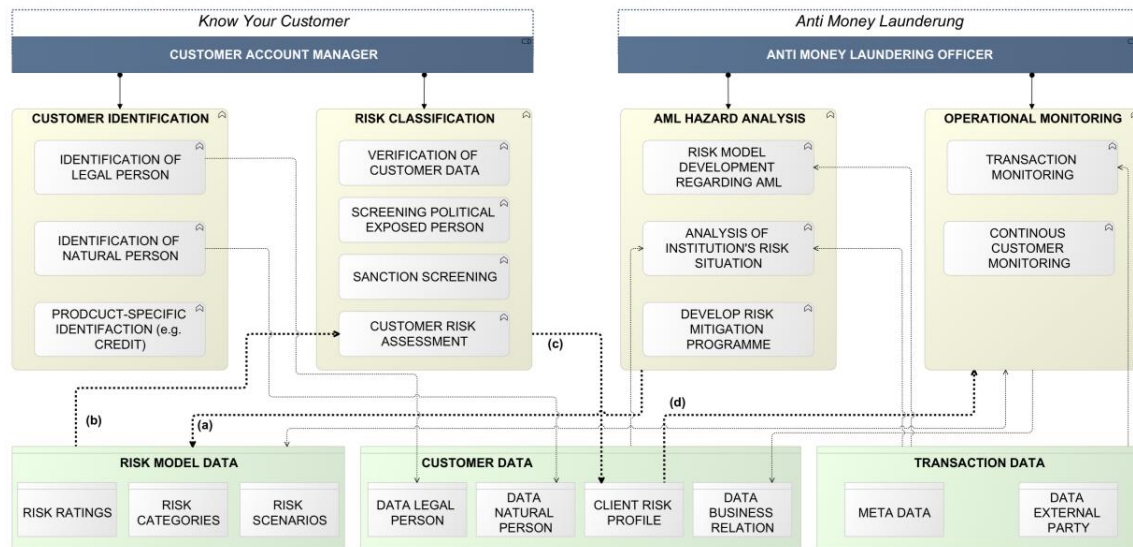 Know Your Customer
Anti Money Launderung
CUSTOMER ACCOUNT MANAGER
ANTI MONEY LAUNDERING OFFICER
CUSTOMER IDENTIFICATION
IDENTIFICATION OF
LEGAL PERSON
IDENTIFICATION OF
NATURAL PERSON
PRODCUCT-SPECIFIC
IDENTIFACTION (e.g.
CREDIT)
RISK CLASSIFICATION
VERIFICATION OF
CUSTOMER DATA
SCREENING POLITICAL
EXPOSED PERSON
SANCTION SCREENING
CUSTOMER RISK
ASSESSMENT
AML HAZARD ANALYSIS
RISK MODEL
DEVELOPMENT
REGARDING AML
ANALYSIS OF
INSTITUTION'S RISK
SITUATION
DEVELOP RISK
MITIGATION
PROGRAMME
OPERATIONAL MONITORING
TRANSACTION
MONITORING
CONTINOUS
CUSTOMER
MONITORING
(b)
(a)
(c)
(d)
RISK MODEL DATA
RISK RATINGS
RISK
CATEGORIES
RISK
SCENARIOS
CUSTOMER DATA
DATA LEGAL
PERSON
DATA
NATURAL
PERSON
CLIENT RISK
PROFILE
DATA
BUSINESS
RELATION
TRANSACTION DATA
META DATA
DATA
EXTERNAL
PARTY